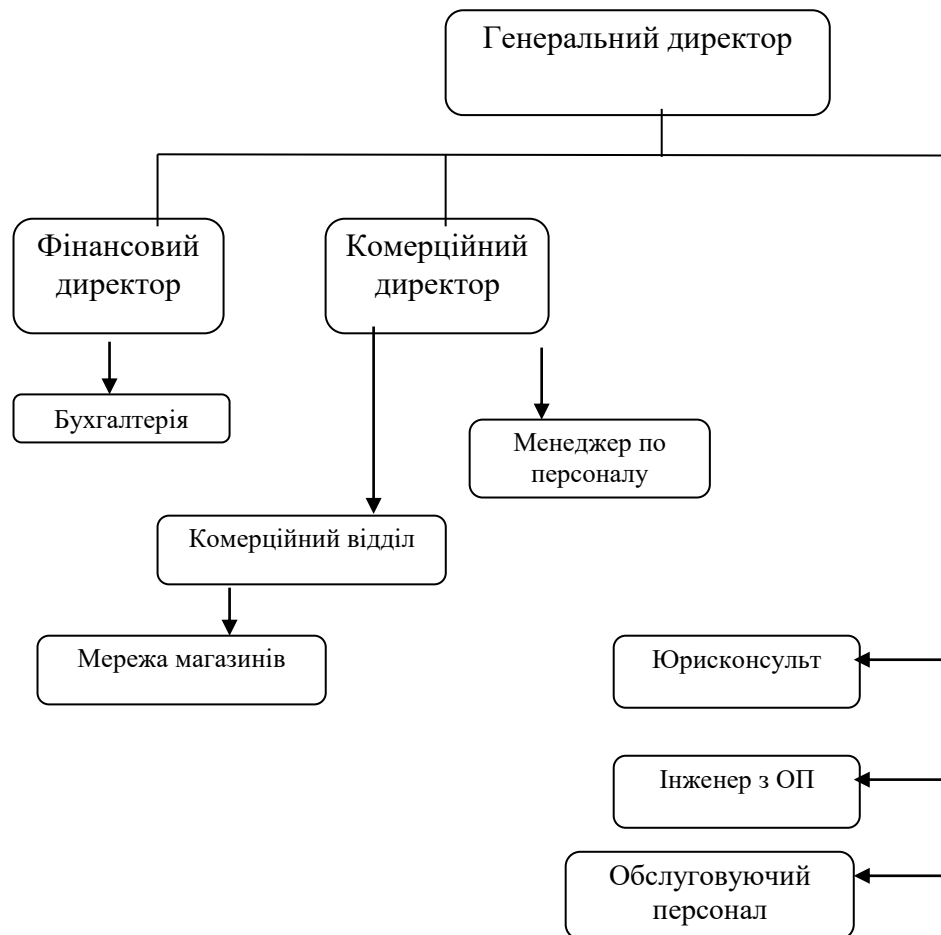 Генеральний директор
Фінансовий
директор
Комерційний
директор
Бухгалтерія
Менеджер по
персоналу
Комерційний відділ
Мережа магазинів
Юрисконсульт
Інженер з ОП
Обслуговуючий
персонал